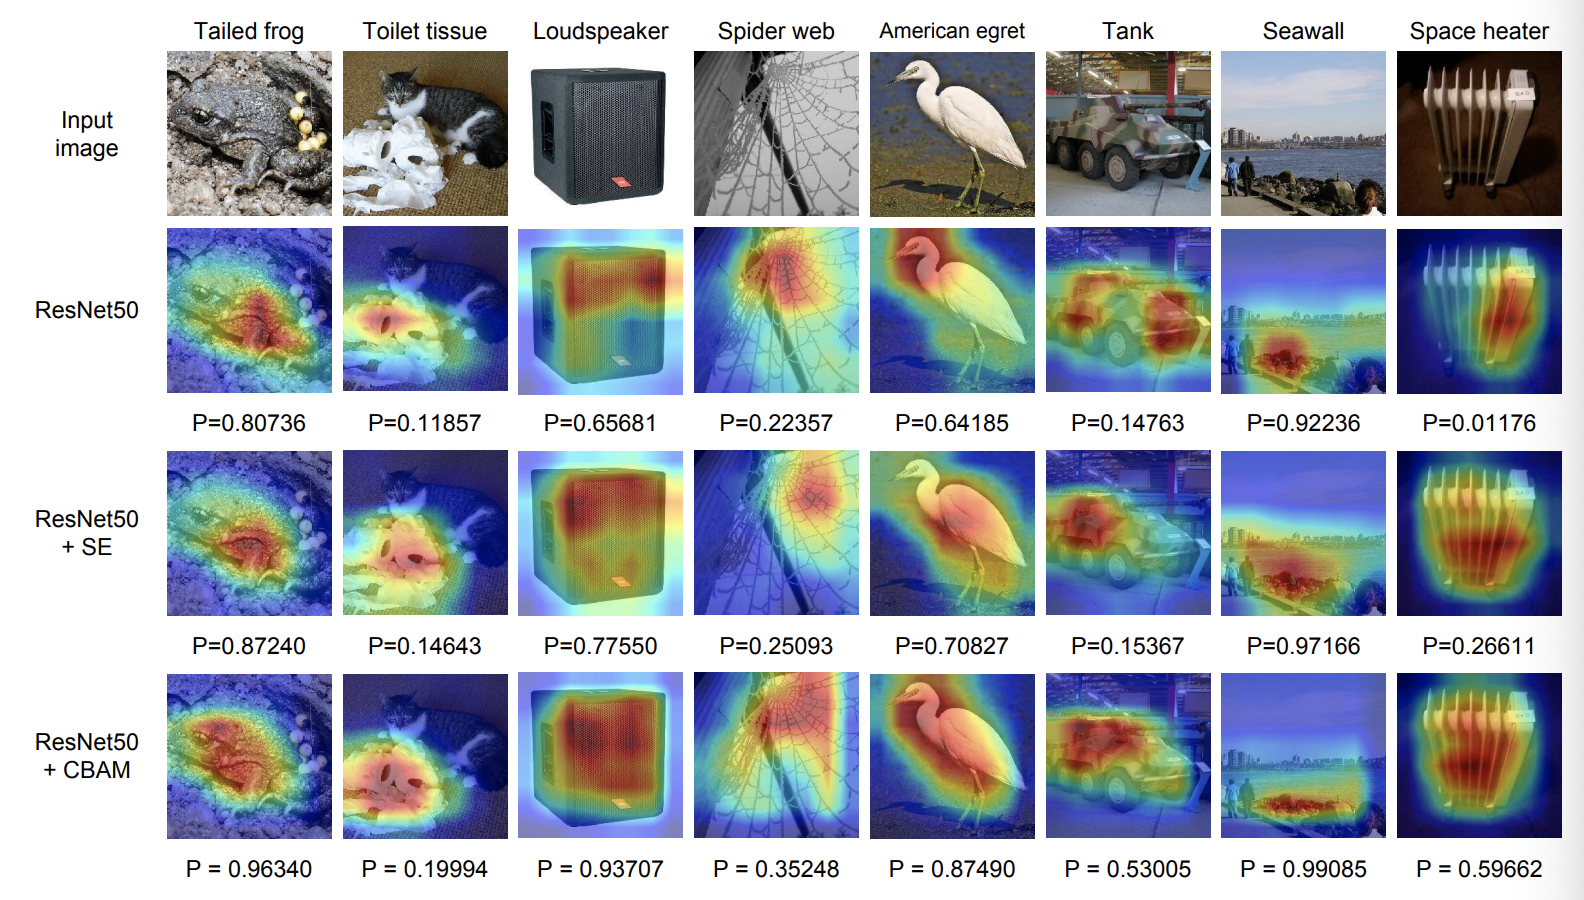 Tailed frog
Toilet tissue
Loudspeaker
Spider web
American egret
Tank
Seawall
Space heater
Input
image
ResNet50
P=0.80736
P=0.11857
P=0.65681
P=0.22357
P=0.64185
P=0.14763
P=0.92236
P=0.01176
ResNet50
+ SE
P=0.87240
P=0.14643
P=0.77550
P=0.25093
P=0.70827
P=0.15367
P=0.97166
P=0.26611
ResNet50
+ CBAM
P = 0.96340
P = 0.19994
P = 0.93707
P = 0.35248
P = 0.87490
P = 0.53005
P = 0.99085
P = 0.59662